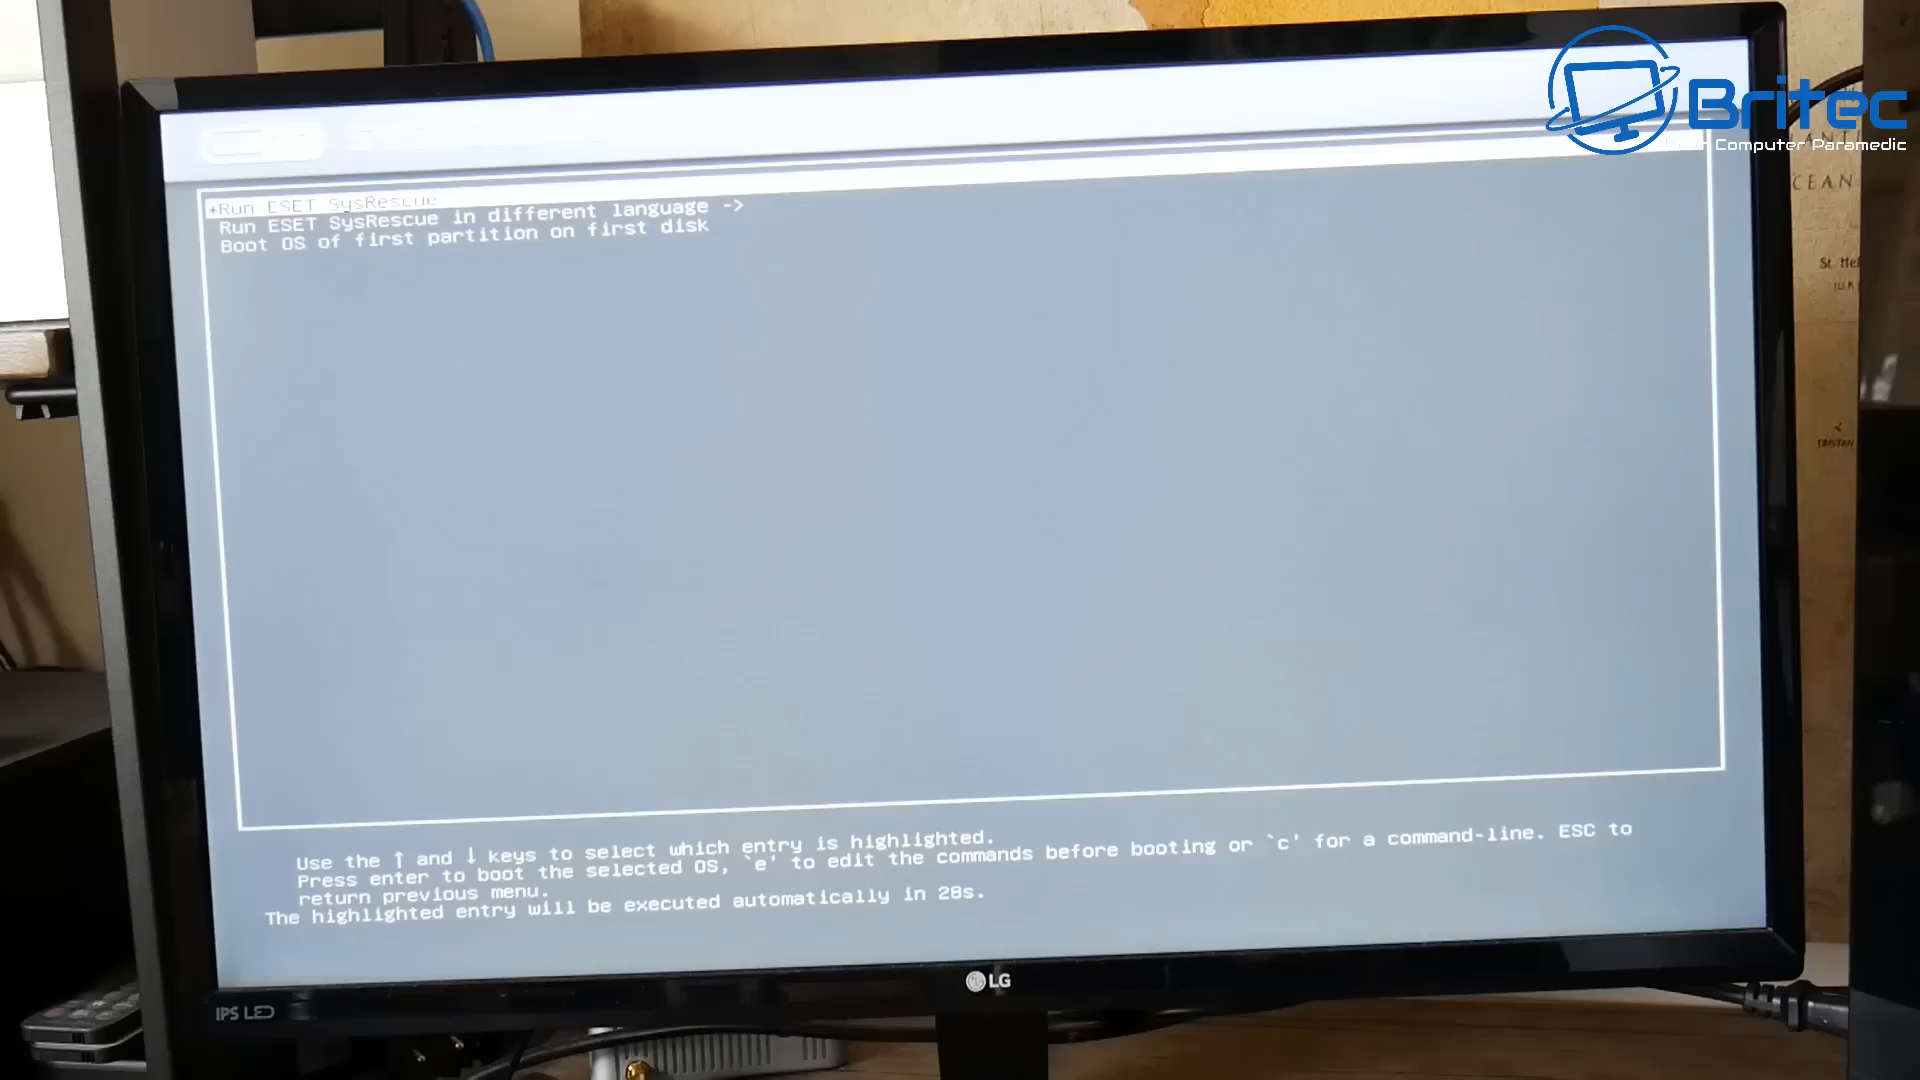 Britec
Computer Paramedic
*Run ESET SysRescue
Run ESET SysRescue in different language ->
Boot OS of first partition on first disk
CEAN
TRISTAN
Use the ↑ and ↓ keys to select which entry is highlighted.
Press enter to boot the selected OS, `e' to edit the commands before booting or `c' for a command-line. ESC to
return previous menu.
The highlighted entry will be executed automatically in 28s.
LG
IPS LED